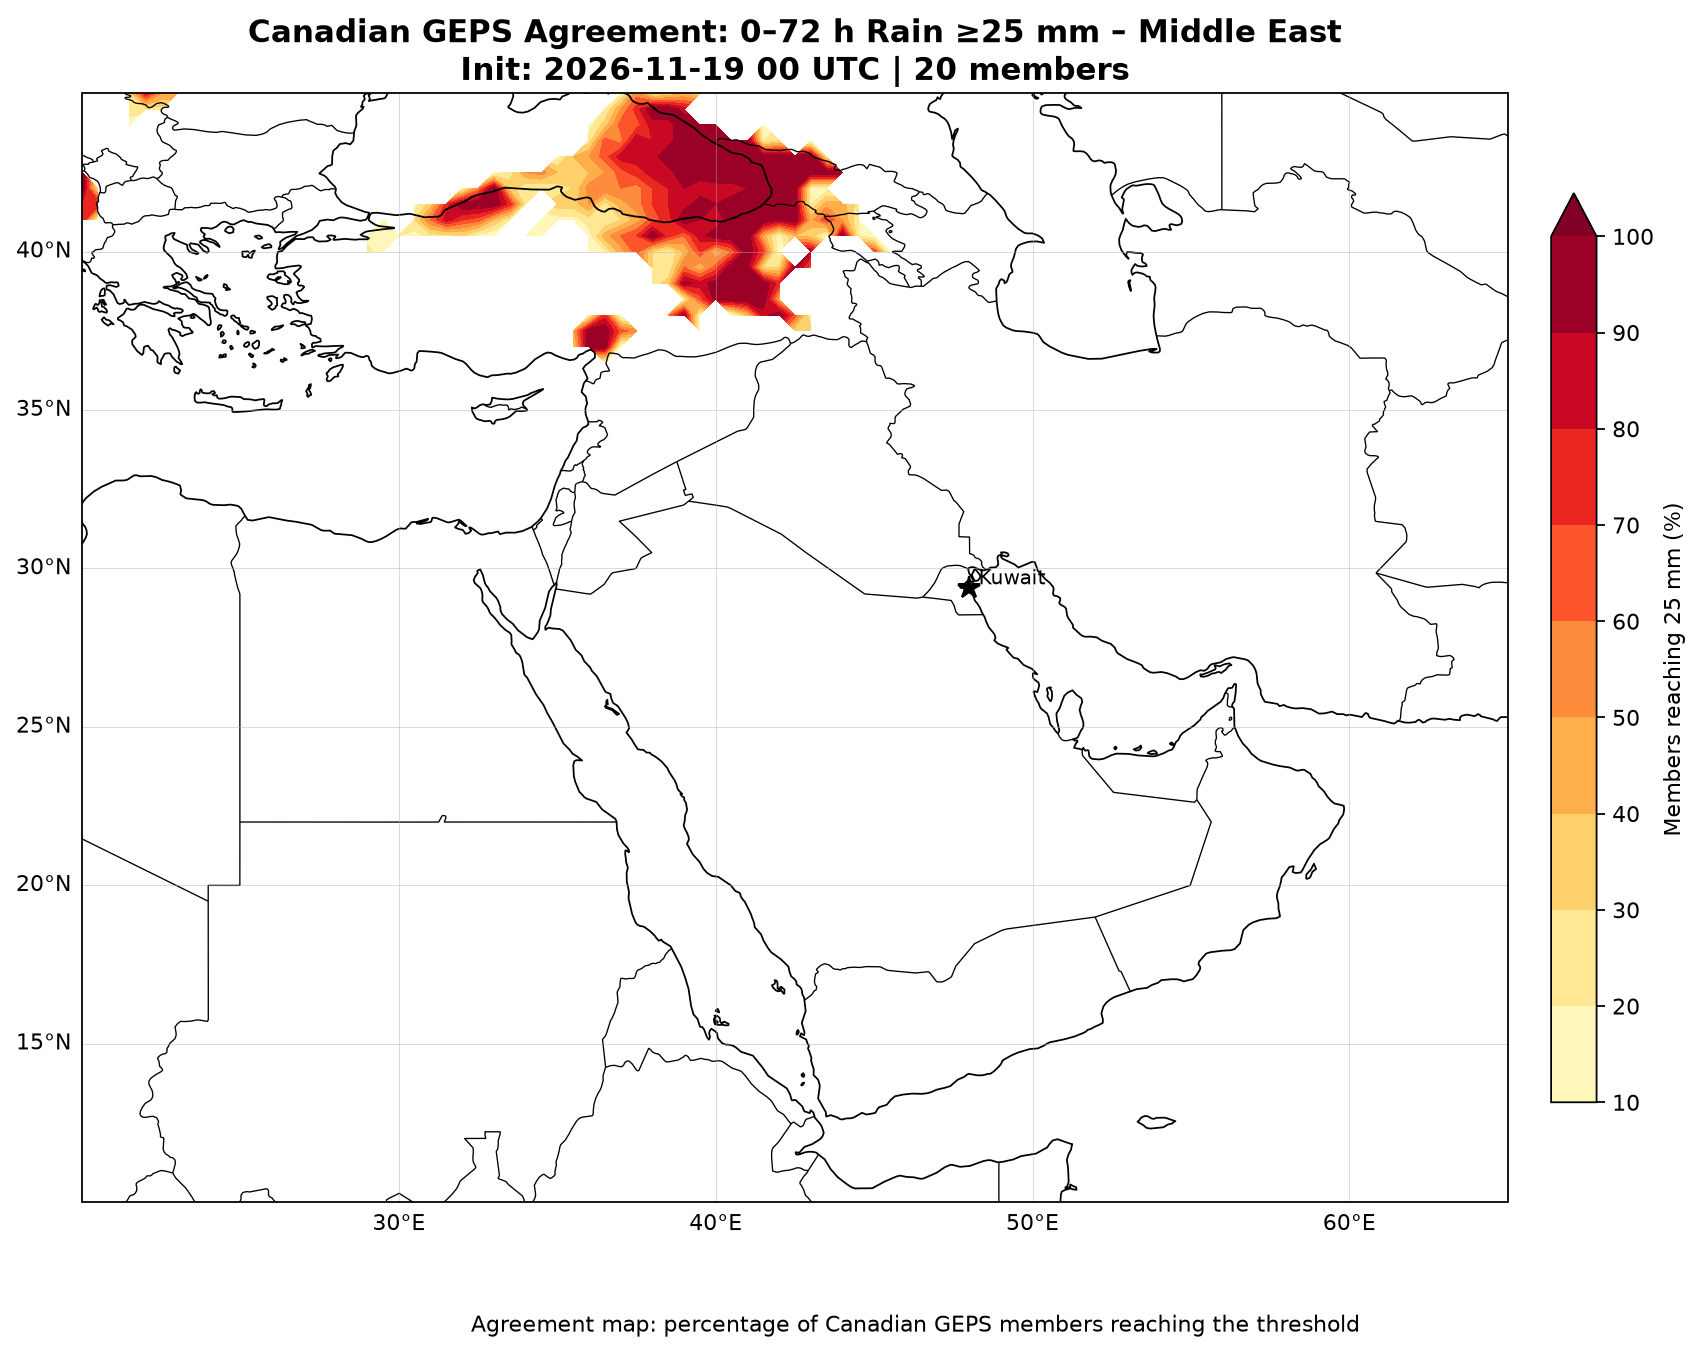 Canadian GEPS Agreement: 0–72 h Rain ≥25 mm – Middle East
Init: 2026-11-19 00 UTC | 20 members
40°N
35°N
30°N
25°N
20°N
15°N
30°E
40°E
50°E
60°E
Kuwait
100
90
80
70
60
50
40
30
20
10
Members reaching 25 mm (%)
Agreement map: percentage of Canadian GEPS members reaching the threshold